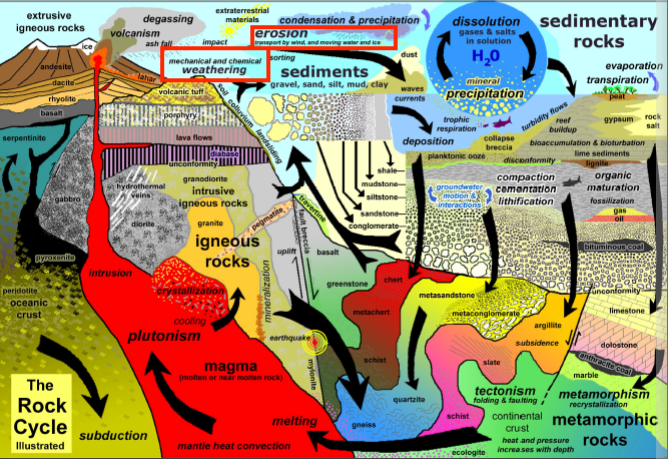 extrusive
igneous rocks
degassing
volcanism
ash fall
extraterrestrial
materials
impact
condensation & precipitation
erosion
transport by wind, and moving water and ice
mechanical and chemical
weathering
sorting
sediments
gravel, sand, silt, mud, clay
dust
waves
currents
dissolution
gases & salts
in solution
H₂0
mineral
precipitation
sedimentary
rocks
evaporation
transpiration
ice
andesite
dacite
rhyolite
basalt
lahar
volcanic tuff
porphyry
lava flows
diabase
unconformity
soil
colluvium
landsliding
deposition
trophic
respiration
collapse
breccia
turbidity flows
reef
buildup
peat
gypsum
rock
salt
bioaccumulation & bioturbation
planktonic ooze
disconformity
lime sediments
lignite
serpentinite
gabbro
pyroxenite
peridotite
oceanic
crust
hydrothermal
veins
diorite
granodiorite
intrusive
igneous rocks
granite
igneous
rocks
pegmatite
travertine
fault breccia
uplift
basalt
greenstone
shale
mudstone
siltstone
sandstone
conglomerate
groundwater
motion &
interactions
compaction
cementation
lithification
organic
maturation
fossilization
gas
oil
bituminous coal
unconformity
limestone
dolostone
anthracite coal
marble
intrusion
crystallization
cooling
plutonism
magma
(molten or near molten rock)
mineralization
earthquake
mylonite
melting
mantle heat convection
chert
metachert
schist
metasandstone
metaconglomerate
argillite
subsidence
slate
quartzite
gneiss
schist
ecologite
tectonism
folding & faulting
continental
crust
heat and pressure
increases with depth
metamorphism
recrystallization
metamorphic
rocks
The
Rock
Cycle
Illustrated
subduction